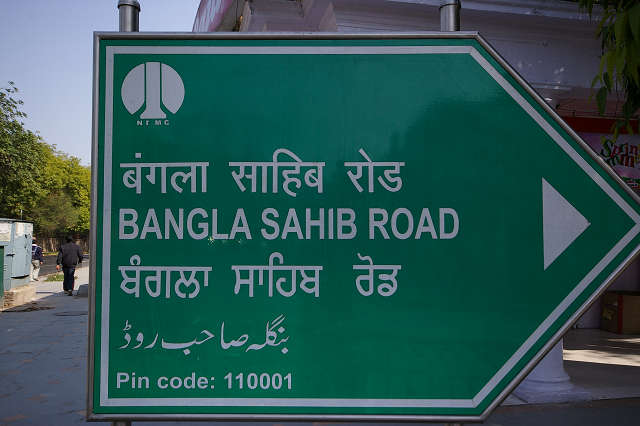 NDMC
बंगला साहिब रोड
BANGLA SAHIB ROAD
ਬੰਗਲਾ ਸਾਹਿਬ ਰੋਡ
بنگلہ صاحب روڈ
Pin code: 110001